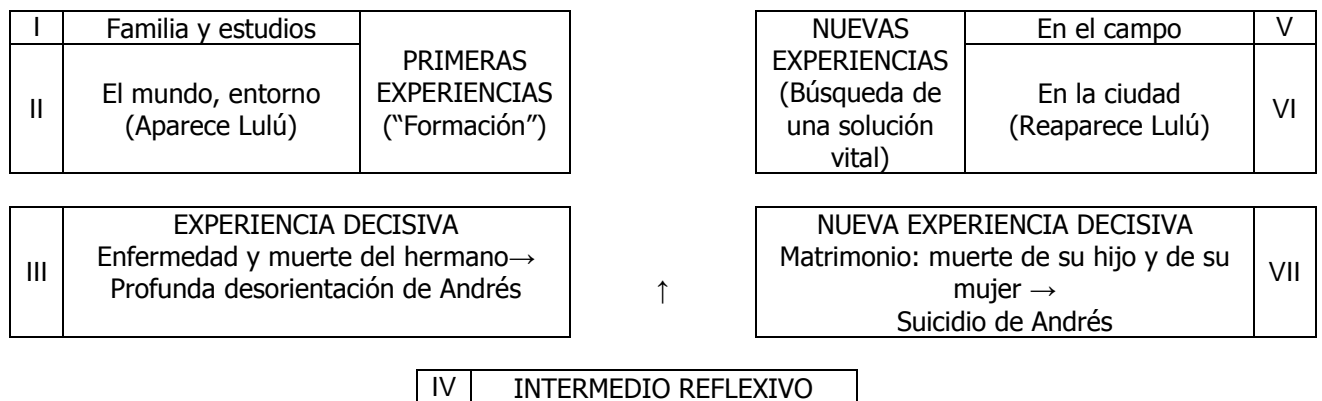 I
Familia y estudios
II
El mundo, entorno
(Aparece Lulú)
PRIMERAS
EXPERIENCIAS
(“Formación”)
NUEVAS
EXPERIENCIAS
(Búsqueda de
una solución
vital)
En el campo
V
En la ciudad
(Reaparece Lulú)
VI
III
EXPERIENCIA DECISIVA
Enfermedad y muerte del hermano→
Profunda desorientación de Andrés
↑
NUEVA EXPERIENCIA DECISIVA
Matrimonio: muerte de su hijo y de su
mujer →
Suicidio de Andrés
VII
IV
INTERMEDIO REFLEXIVO